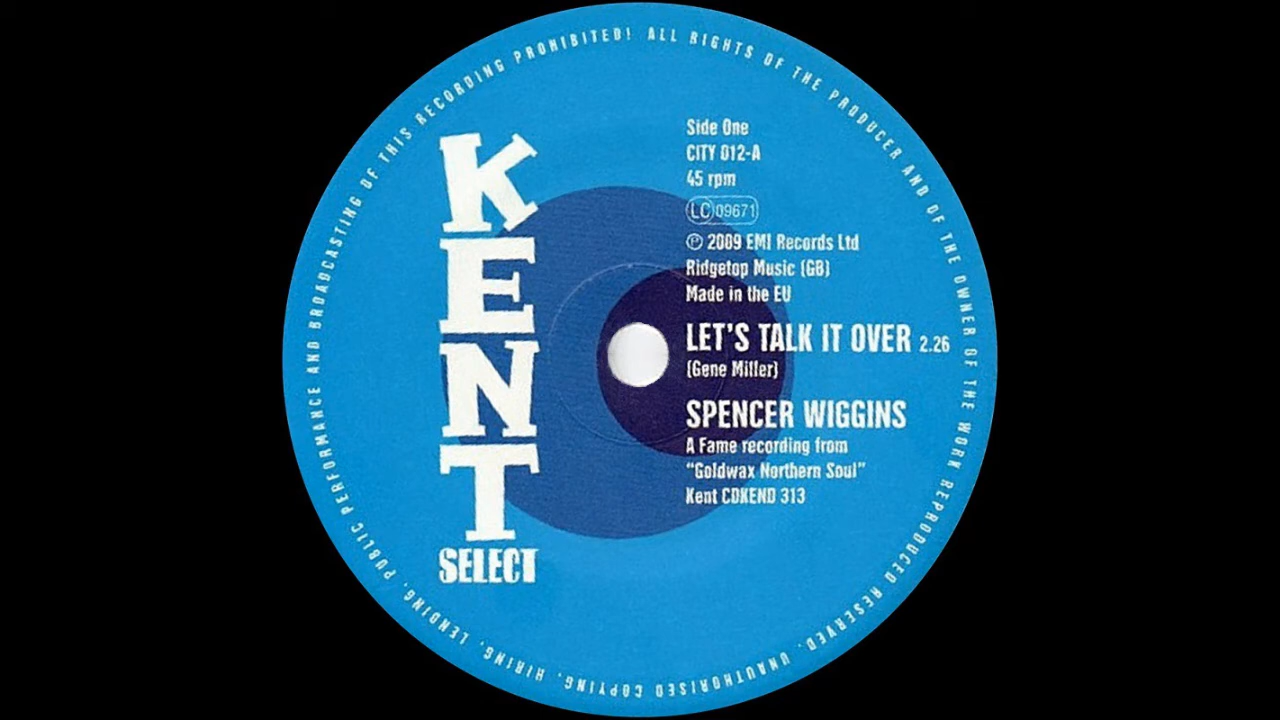 ALL RIGHTS OF THE PRODUCER AND OF THE OWNER OF THE WORK REPRODUCED RESERVED. UNAUTHORISED COPYING, HIRING, LENDING, PUBLIC PERFORMANCE AND BROADCASTING OF THIS RECORDING PROHIBITED!
KENT
SELECT
Side One
CITY 012-A
45 rpm
LC 09671
℗ 2009 EMI Records Ltd
Ridgetop Music (GB)
Made in the EU
LET'S TALK IT OVER 2.26
(Gene Miller)
SPENCER WIGGINS
A Fame recording from
“Goldwax Northern Soul”
Kent CDKEND 313